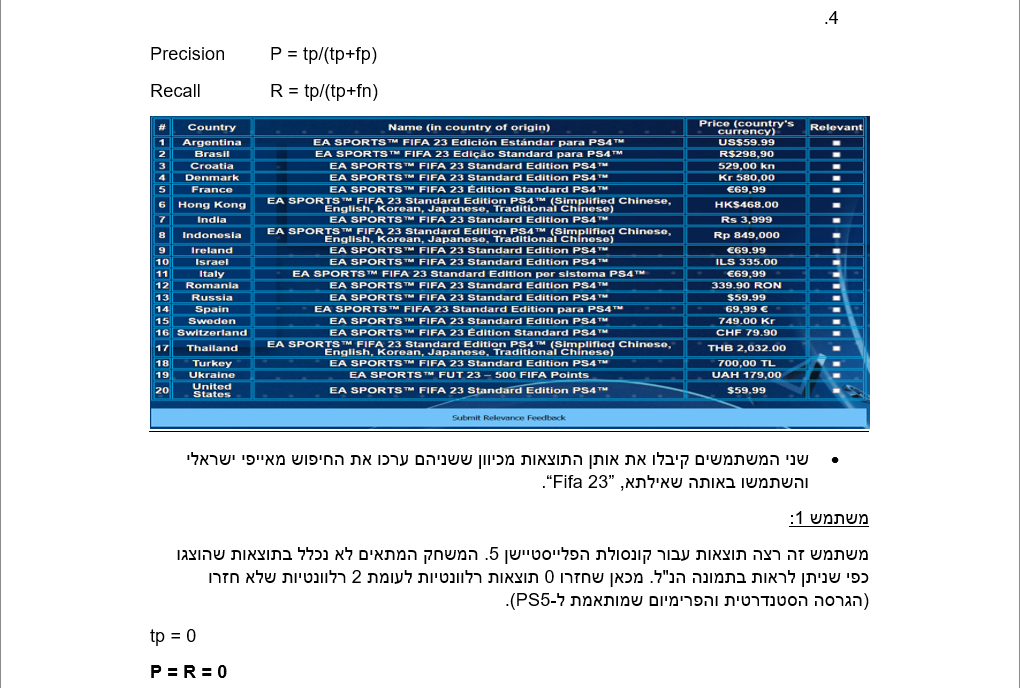 .4
Precision P = tp/(tp+fp)
Recall R = tp/(tp+fn)
# Country Name (in country of origin) Price (country's currency) Relevant
1 Argentina EA SPORTS™ FIFA 23 Edición Estándar para PS4™ US$59.99
2 Brasil EA SPORTS™ FIFA 23 Edição Standard para PS4™ R$298,90
3 Croatia EA SPORTS™ FIFA 23 Standard Edition PS4™ 529,00 kn
4 Denmark EA SPORTS™ FIFA 23 Standard Edition PS4™ Kr 580,00
5 France EA SPORTS™ FIFA 23 Édition Standard PS4™ €69,99
6 Hong Kong EA SPORTS™ FIFA 23 Standard Edition PS4™ (Simplified Chinese, English, Korean, Japanese, Traditional Chinese) HK$468.00
7 India EA SPORTS™ FIFA 23 Standard Edition PS4™ Rs 3,999
8 Indonesia EA SPORTS™ FIFA 23 Standard Edition PS4™ (Simplified Chinese, English, Korean, Japanese, Traditional Chinese) Rp 849,000
9 Ireland EA SPORTS™ FIFA 23 Standard Edition PS4™ €69.99
10 Israel EA SPORTS™ FIFA 23 Standard Edition PS4™ ILS 335.00
11 Italy EA SPORTS™ FIFA 23 Standard Edition per sistema PS4™ €69,99
12 Romania EA SPORTS™ FIFA 23 Standard Edition PS4™ 339.90 RON
13 Russia EA SPORTS™ FIFA 23 Standard Edition PS4™ $59.99
14 Spain EA SPORTS™ FIFA 23 Standard Edition para PS4™ 69,99 €
15 Sweden EA SPORTS™ FIFA 23 Standard Edition PS4™ 749.00 Kr
16 Switzerland EA SPORTS™ FIFA 23 Édition Standard PS4™ CHF 79.90
17 Thailand EA SPORTS™ FIFA 23 Standard Edition PS4™ (Simplified Chinese, English, Korean, Japanese, Traditional Chinese) THB 2,032.00
18 Turkey EA SPORTS™ FIFA 23 Standard Edition PS4™ 700,00 TL
19 Ukraine EA SPORTS™ FUT 23 – 500 FIFA Points UAH 179,00
20 United States EA SPORTS™ FIFA 23 Standard Edition PS4™ $59.99
Submit Relevance Feedback
• שני המשתמשים קיבלו את אותן התוצאות מכיוון ששניהם ערכו את החיפוש מאייפי ישראלי
והשתמשו באותה שאילתא, "Fifa 23".
משתמש 1:
משתמש זה רצה תוצאות עבור קונסולת הפלייסטיישן 5. המשחק המתאים לא נכלל בתוצאות שהוצגו
כפי שניתן לראות בתמונה הנ"ל. מכאן שחזרו 0 תוצאות רלוונטיות לעומת 2 רלוונטיות שלא חזרו
(הגרסה הסטנדרטית והפרימיום שמותאמת ל-PS5).
tp = 0
P = R = 0